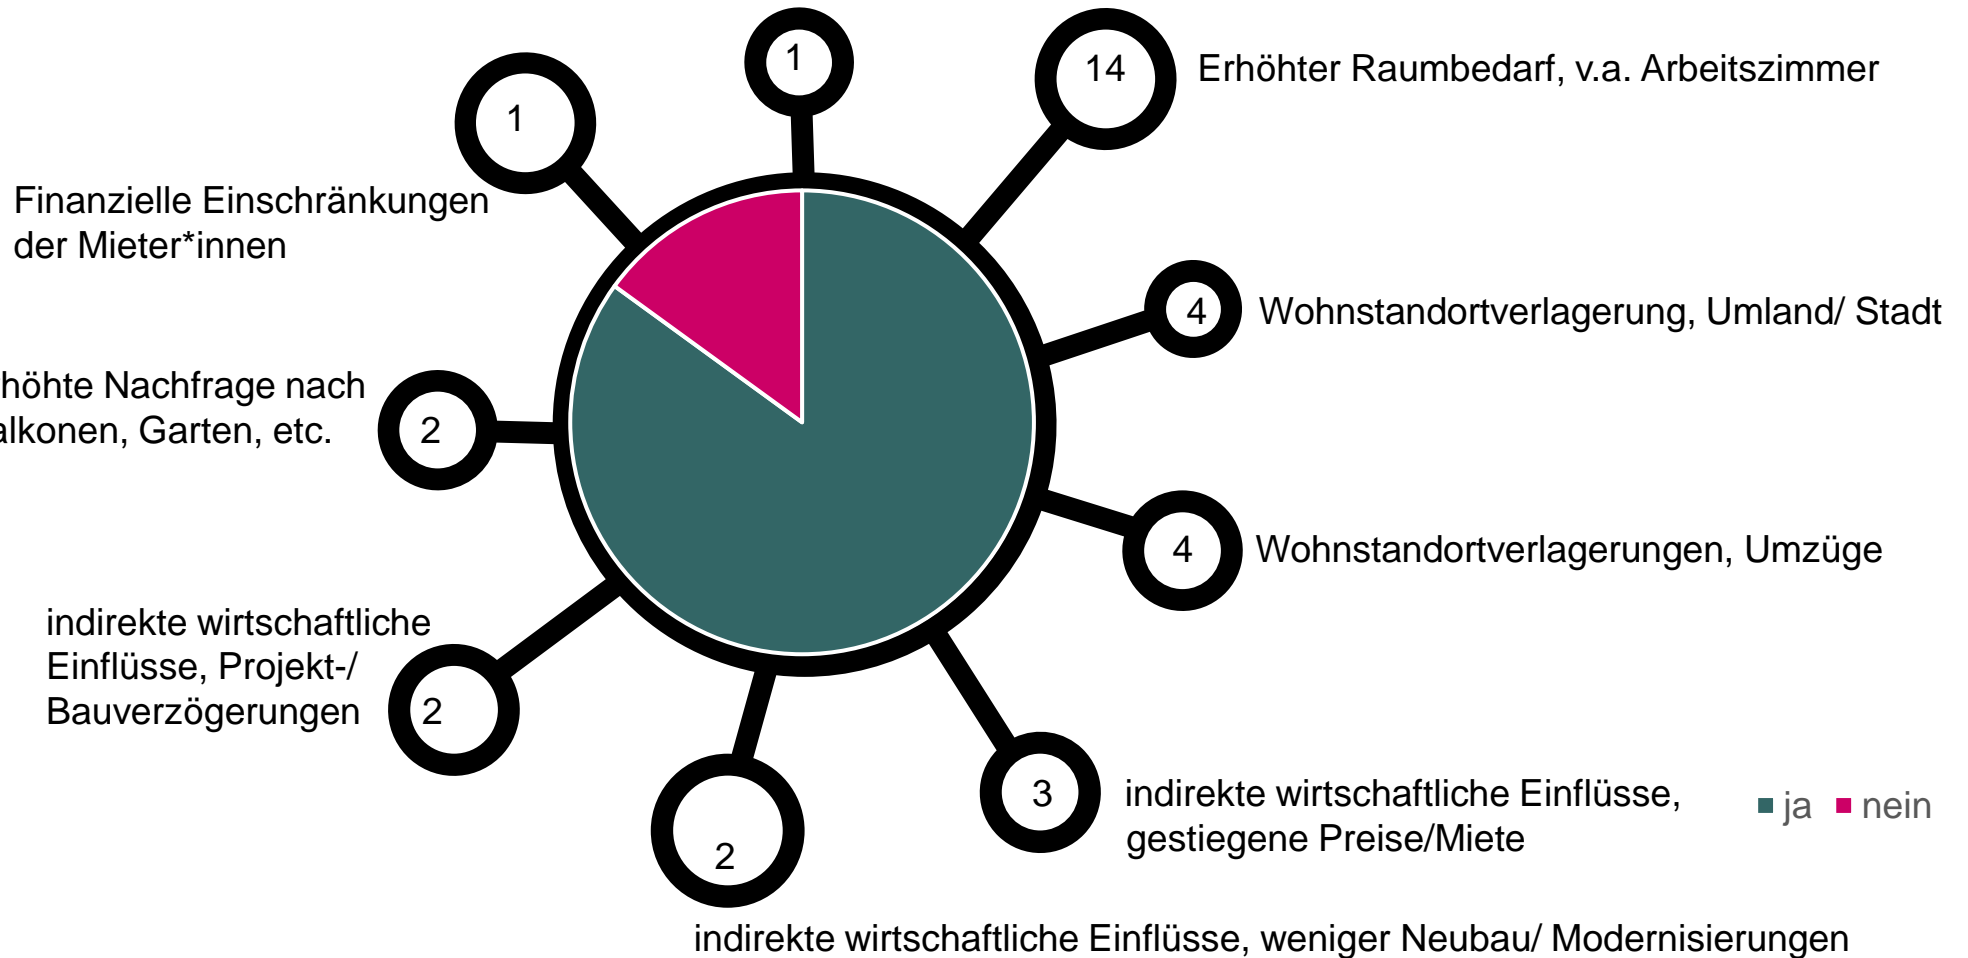 1
14
Erhöhter Raumbedarf, v.a. Arbeitszimmer
1
Finanzielle Einschränkungen
der Mieter*innen
4
Wohnstandortverlagerung, Umland/ Stadt
höhte Nachfrage nach
alkonen, Garten, etc.
2
4
Wohnstandortverlagerungen, Umzüge
indirekte wirtschaftliche
Einflüsse, Projekt-/
Bauverzögerungen
2
3
indirekte wirtschaftliche Einflüsse,
gestiegene Preise/Miete
ja nein
2
indirekte wirtschaftliche Einflüsse, weniger Neubau/ Modernisierungen